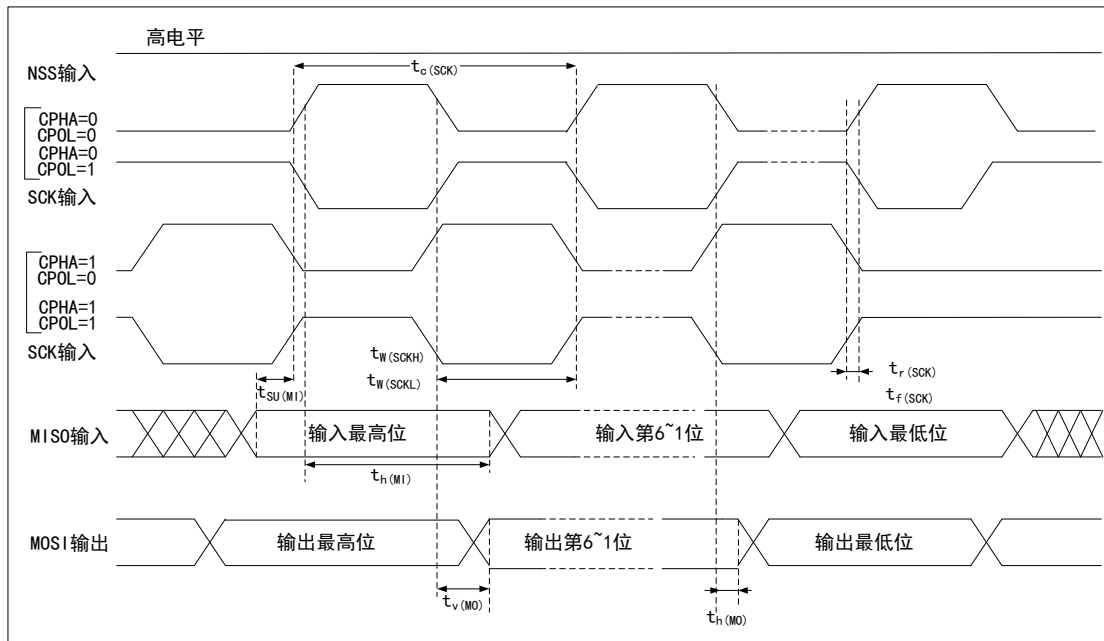 高电平
NSS输入
tc(SCK)
CPHA=0
CPOL=0
CPHA=0
CPOL=1
SCK输入
CPHA=1
CPOL=0
CPHA=1
CPOL=1
SCK输入
tW(SCKH)
tW(SCKL)
tr(SCK)
tf(SCK)
tSU(MI)
MISO输入
输入最高位
输入第6~1位
输入最低位
th(MI)
MOSI输出
输出最高位
输出第6~1位
输出最低位
tv(MO)
th(MO)